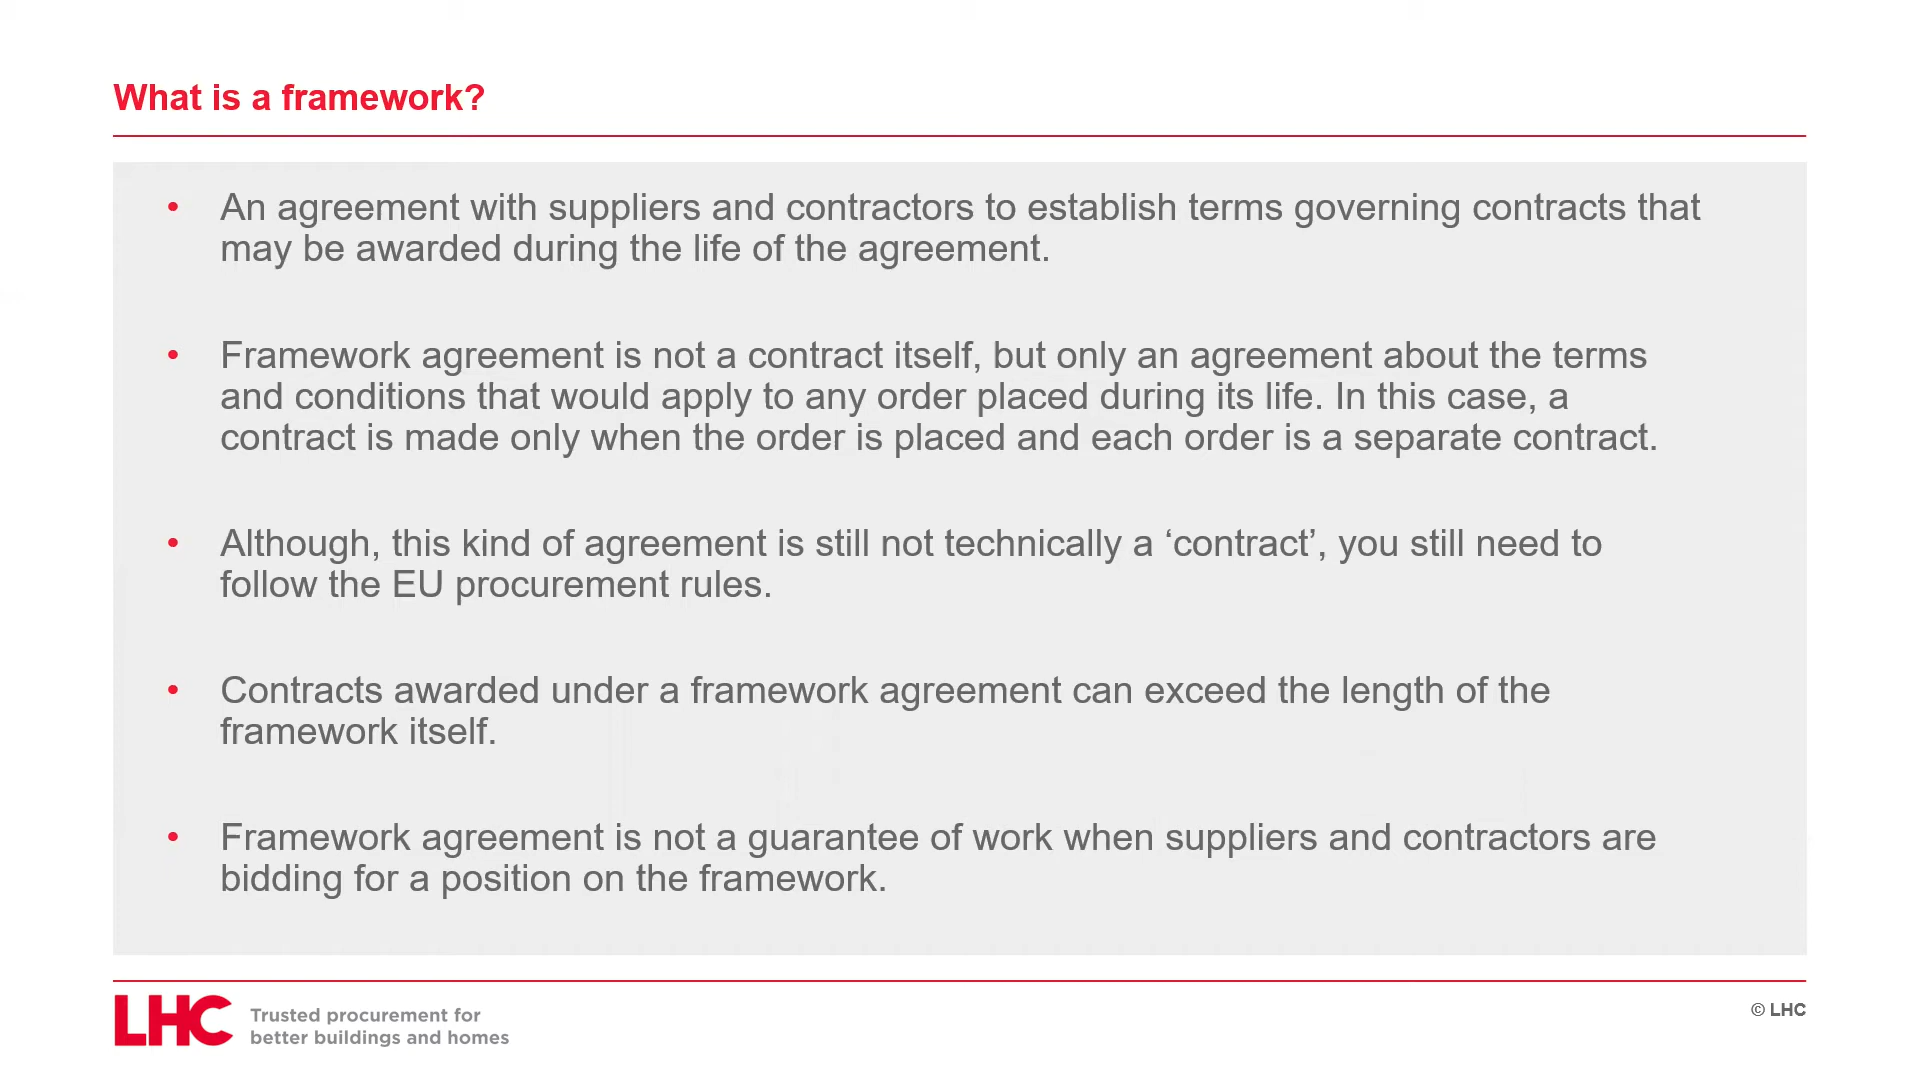 What is a framework?
• An agreement with suppliers and contractors to establish terms governing contracts that
may be awarded during the life of the agreement.
• Framework agreement is not a contract itself, but only an agreement about the terms
and conditions that would apply to any order placed during its life. In this case, a
contract is made only when the order is placed and each order is a separate contract.
• Although, this kind of agreement is still not technically a ‘contract’, you still need to
follow the EU procurement rules.
• Contracts awarded under a framework agreement can exceed the length of the
framework itself.
• Framework agreement is not a guarantee of work when suppliers and contractors are
bidding for a position on the framework.
LHC
Trusted procurement for
better buildings and homes
© LHC